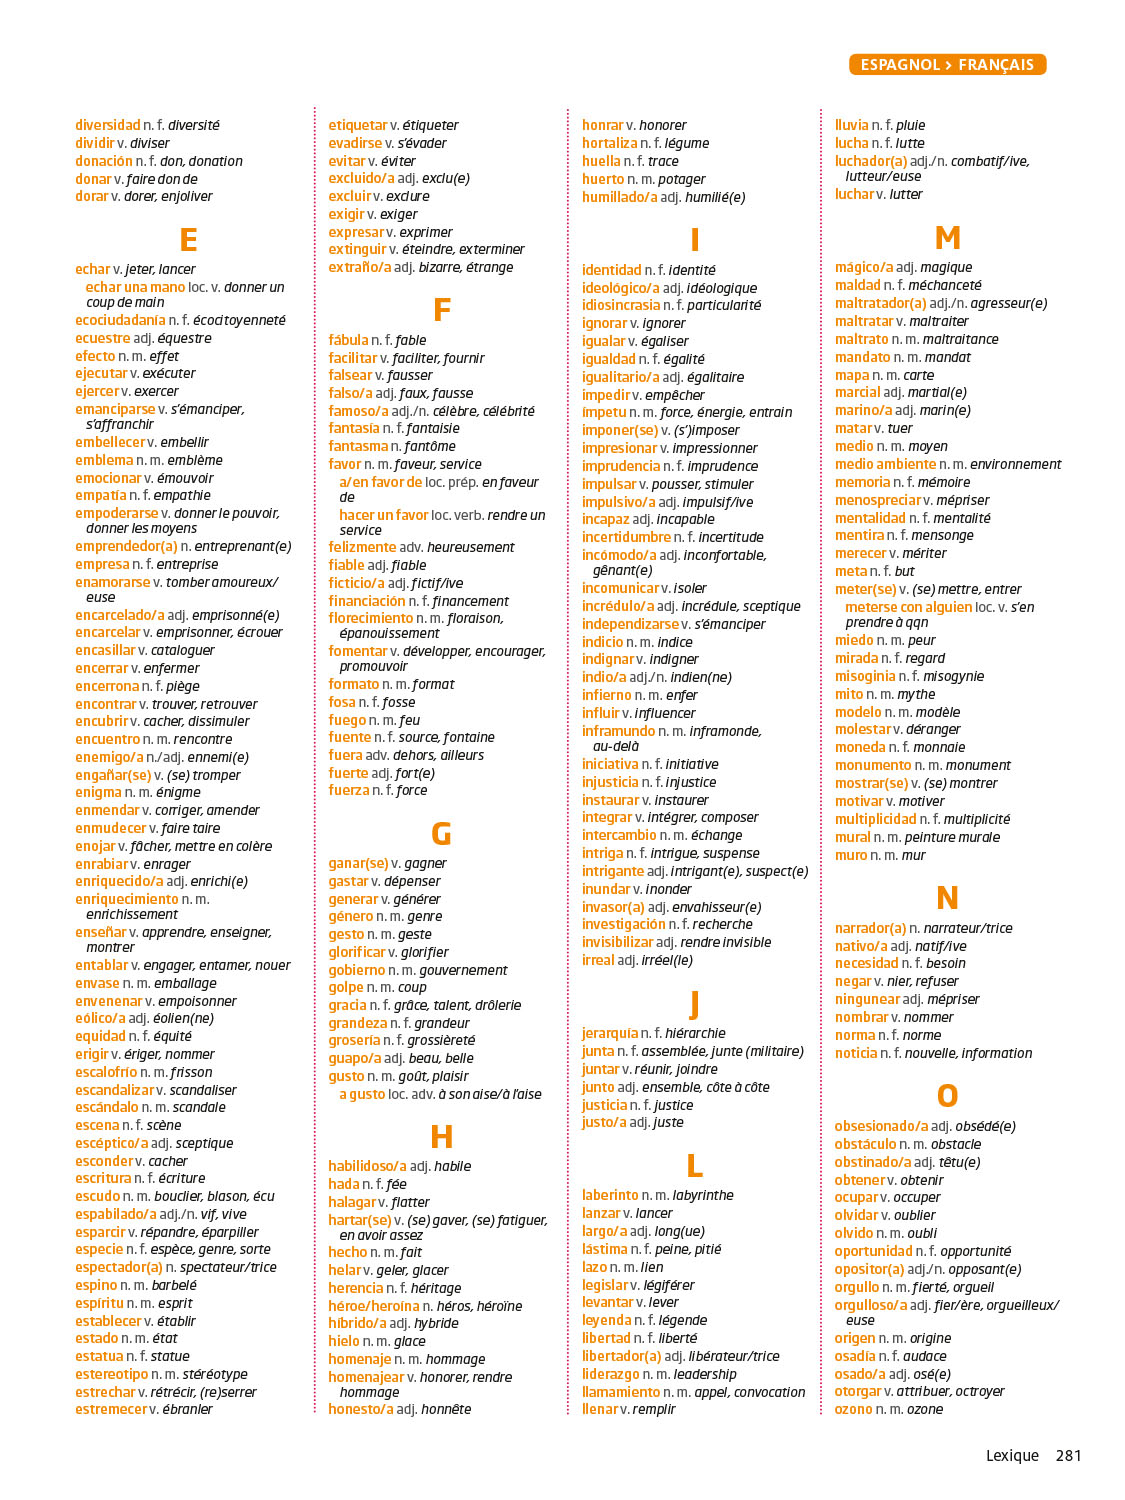 ESPAGNOL > FRANÇAIS
diversidad n. f. diversité
dividir v. diviser
donación n. f. don, donation
donar v. faire don de
dorar v. dorer, enjoliver
E
echar v. jeter, lancer
echar una mano loc. v. donner un
coup de main
ecociudadanía n. f. écocitoyenneté
ecuestre adj. équestre
efecto n. m. effet
ejecutar v. exécuter
ejercer v. exercer
emanciparse v. s'émanciper,
s'affranchir
embellecer v. embellir
emblema n. m. emblème
emocionar v. émouvoir
empatía n. f. empathie
empoderarse v. donner le pouvoir,
donner les moyens
emprendedor(a) n. entreprenant(e)
empresa n. f. entreprise
enamorarse v. tomber amoureux/
euse
encarcelado/a adj. emprisonné(e)
encarcelar v. emprisonner, écrouer
encasillar v. cataloguer
encerrar v. enfermer
encerrona n. f. piège
encontrar v. trouver, retrouver
encubrir v. cacher, dissimuler
encuentro n. m. rencontre
enemigo/a n./adj. ennemi(e)
engañar(se) v. (se) tromper
enigma n. m. énigme
enmendar v. corriger, amender
enmudecer v. faire taire
enojar v. fâcher, mettre en colère
enrabiar v. enrager
enriquecido/a adj. enrichi(e)
enriquecimiento n. m.
enrichissement
enseñar v. apprendre, enseigner,
montrer
entablar v. engager, entamer, nouer
envase n. m. emballage
envenenar v. empoisonner
eólico/a adj. éolien(ne)
equidad n. f. équité
erigir v. ériger, nommer
escalofrío n. m. frisson
escandalizar v. scandaliser
escándalo n. m. scandale
escena n. f. scène
escéptico/a adj. sceptique
esconder v. cacher
escritura n. f. écriture
escudo n. m. bouclier, blason, écu
espabilado/a adj./n. vif, vive
esparcir v. répandre, éparpiller
especie n. f. espèce, genre, sorte
espectador(a) n. spectateur/trice
espino n. m. barbelé
espíritu n. m. esprit
establecer v. établir
estado n. m. état
estatua n. f. statue
estereotipo n. m. stéréotype
estrechar v. rétrécir, (re)serrer
estremecer v. ébranler
etiquetar v. étiqueter
evadirse v. s'évader
evitar v. éviter
excluido/a adj. exclu(e)
excluir v. exclure
exigir v. exiger
expresar v. exprimer
extinguir v. éteindre, exterminer
extraño/a adj. bizarre, étrange
F
fábula n. f. fable
facilitar v. faciliter, fournir
falsear v. fausser
falso/a adj. faux, fausse
famoso/a adj./n. célèbre, célébrité
fantasía n. f. fantaisie
fantasma n. fantôme
favor n. m. faveur, service
a/en favor de loc. prép. en faveur
de
hacer un favor loc. verb. rendre un
service
felizmente adv. heureusement
fiable adj. fiable
ficticio/a adj. fictif/ive
financiación n. f. financement
florecimiento n. m. floraison,
épanouissement
fomentar v. développer, encourager,
promouvoir
formato n. m. format
fosa n. f. fosse
fuego n. m. feu
fuente n. f. source, fontaine
fuera adv. dehors, ailleurs
fuerte adj. fort(e)
fuerza n. f. force
G
ganar(se) v. gagner
gastar v. dépenser
generar v. générer
género n. m. genre
gesto n. m. geste
glorificar v. glorifier
gobierno n. m. gouvernement
golpe n. m. coup
gracia n. f. grâce, talent, drôlerie
grandeza n. f. grandeur
grosería n. f. grossièreté
guapo/a adj. beau, belle
gusto n. m. goût, plaisir
a gusto loc. adv. à son aise/à l'aise
H
habilidoso/a adj. habile
hada n. f. fée
halagar v. flatter
hartar(se) v. (se) gaver, (se) fatiguer,
en avoir assez
hecho n. m. fait
helar v. geler, glacer
herencia n. f. héritage
héroe/heroína n. héros, héroïne
híbrido/a adj. hybride
hielo n. m. glace
homenaje n. m. hommage
homenajear v. honorer, rendre
hommage
honesto/a adj. honnête
honrar v. honorer
hortaliza n. f. légume
huella n. f. trace
huerto n. m. potager
humillado/a adj. humilié(e)
I
identidad n. f. identité
ideológico/a adj. idéologique
idiosincrasia n. f. particularité
ignorar v. ignorer
igualar v. égaliser
igualdad n. f. égalité
igualitario/a adj. égalitaire
impedir v. empêcher
ímpetu n. m. force, énergie, entrain
imponer(se) v. (s')imposer
impresionar v. impressionner
imprudencia n. f. imprudence
impulsar v. pousser, stimuler
impulsivo/a adj. impulsif/ive
incapaz adj. incapable
incertidumbre n. f. incertitude
incómodo/a adj. inconfortable,
gênant(e)
incomunicar v. isoler
incrédulo/a adj. incrédule, sceptique
independizarse v. s'émanciper
indicio n. m. indice
indignar v. indigner
indio/a adj./n. indien(ne)
infierno n. m. enfer
influir v. influencer
inframundo n. m. inframonde,
au-delà
iniciativa n. f. initiative
injusticia n. f. injustice
instaurar v. instaurer
integrar v. intégrer, composer
intercambio n. m. échange
intriga n. f. intrigue, suspense
intrigante adj. intrigant(e), suspect(e)
inundar v. inonder
invasor(a) adj. envahisseur(e)
investigación n. f. recherche
invisibilizar adj. rendre invisible
irreal adj. irréel(le)
J
jerarquía n. f. hiérarchie
junta n. f. assemblée, junte (militaire)
juntar v. réunir, joindre
junto adj. ensemble, côte à côte
justicia n. f. justice
justo/a adj. juste
L
laberinto n. m. labyrinthe
lanzar v. lancer
largo/a adj. long(ue)
lástima n. f. peine, pitié
lazo n. m. lien
legislar v. légiférer
levantar v. lever
leyenda n. f. légende
libertad n. f. liberté
libertador(a) adj. libérateur/trice
liderazgo n. m. leadership
llamamiento n. m. appel, convocation
llenar v. remplir
lluvia n. f. pluie
lucha n. f. lutte
luchador(a) adj./n. combatif/ive,
lutteur/euse
luchar v. lutter
M
mágico/a adj. magique
maldad n. f. méchanceté
maltratador(a) adj./n. agresseur(e)
maltratar v. maltraiter
maltrato n. m. maltraitance
mandato n. m. mandat
mapa n. m. carte
marcial adj. martial(e)
marino/a adj. marin(e)
matar v. tuer
medio n. m. moyen
medio ambiente n. m. environnement
memoria n. f. mémoire
menospreciar v. mépriser
mentalidad n. f. mentalité
mentira n. f. mensonge
merecer v. mériter
meta n. f. but
meter(se) v. (se) mettre, entrer
meterse con alguien loc. v. s'en
prendre à qqn
miedo n. m. peur
mirada n. f. regard
misoginia n. f. misogynie
mito n. m. mythe
modelo n. m. modèle
molestar v. déranger
moneda n. f. monnaie
monumento n. m. monument
mostrar(se) v. (se) montrer
motivar v. motiver
multiplicidad n. f. multiplicité
mural n. m. peinture murale
muro n. m. mur
N
narrador(a) n. narrateur/trice
nativo/a adj. natif/ive
necesidad n. f. besoin
negar v. nier, refuser
ningunear adj. mépriser
nombrar v. nommer
norma n. f. norme
noticia n. f. nouvelle, information
O
obsesionado/a adj. obsédé(e)
obstáculo n. m. obstacle
obstinado/a adj. têtu(e)
obtener v. obtenir
ocupar v. occuper
olvidar v. oublier
olvido n. m. oubli
oportunidad n. f. opportunité
opositor(a) adj./n. opposant(e)
orgullo n. m. fierté, orgueil
orgulloso/a adj. fier/ère, orgueilleux/
euse
origen n. m. origine
osadía n. f. audace
osado/a adj. osé(e)
otorgar v. attribuer, octroyer
ozono n. m. ozone
Lexique 281